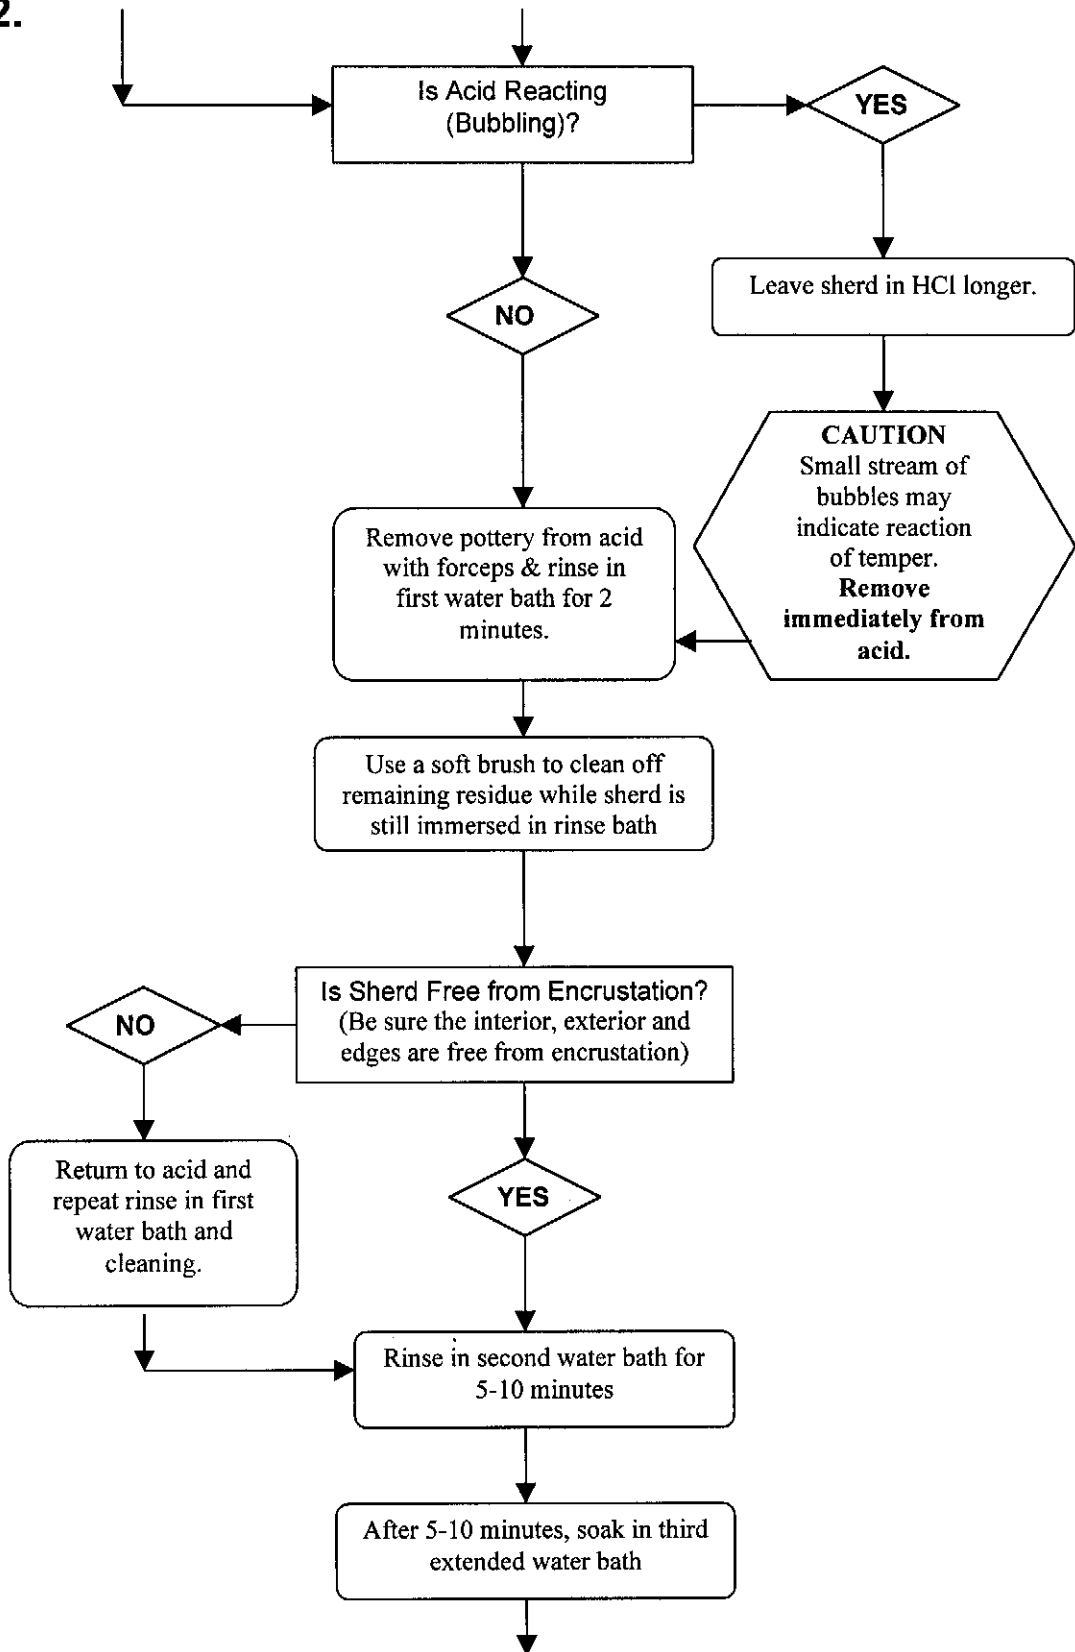 2.
Is Acid Reacting
(Bubbling)?
YES
Leave sherd in HCl longer.
NO
CAUTION
Small stream of
bubbles may
indicate reaction
of temper.
Remove
immediately from
acid.
Remove pottery from acid
with forceps & rinse in
first water bath for 2
minutes.
Use a soft brush to clean off
remaining residue while sherd is
still immersed in rinse bath
Is Sherd Free from Encrustation?
(Be sure the interior, exterior and
edges are free from encrustation)
NO
Return to acid and
repeat rinse in first
water bath and
cleaning.
YES
Rinse in second water bath for
5-10 minutes
After 5-10 minutes, soak in third
extended water bath